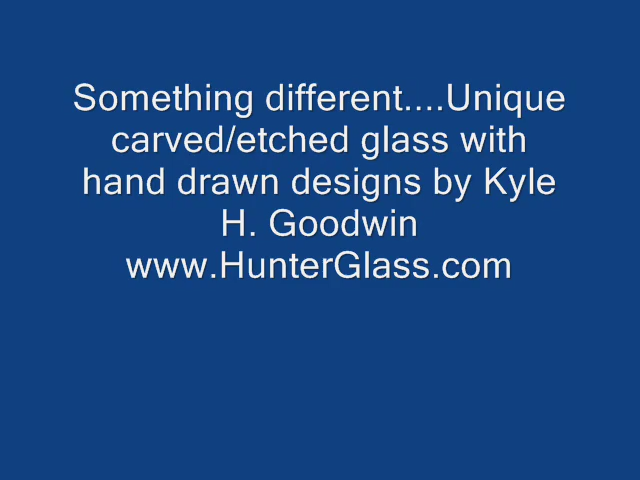 Something different....Unique
carved/etched glass with
hand drawn designs by Kyle
H. Goodwin
www.HunterGlass.com